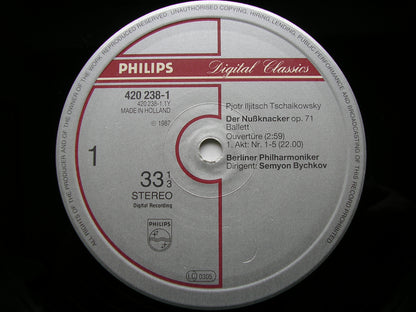 ALL RIGHTS OF THE PRODUCER AND OF THE OWNER OF THE WORK REPRODUCED RESERVED. UNAUTHORISED COPYING, HIRING, LENDING, PUBLIC PERFORMANCE AND BROADCASTING OF THIS RECORD PROHIBITED
PHILIPS
Digital Classics
420 238-1
420 238-1.1Y
MADE IN HOLLAND
℗ 1987
1
33 1/3
STEREO
Digital Recording
PHILIPS
Pjotr Iljitsch Tschaikowsky
Der Nußknacker op. 71
Ballett
Ouvertüre (2:59)
1. Akt: Nr. 1-5 (22.00)
Berliner Philharmoniker
Dirigent: Semyon Bychkov
LC 0305